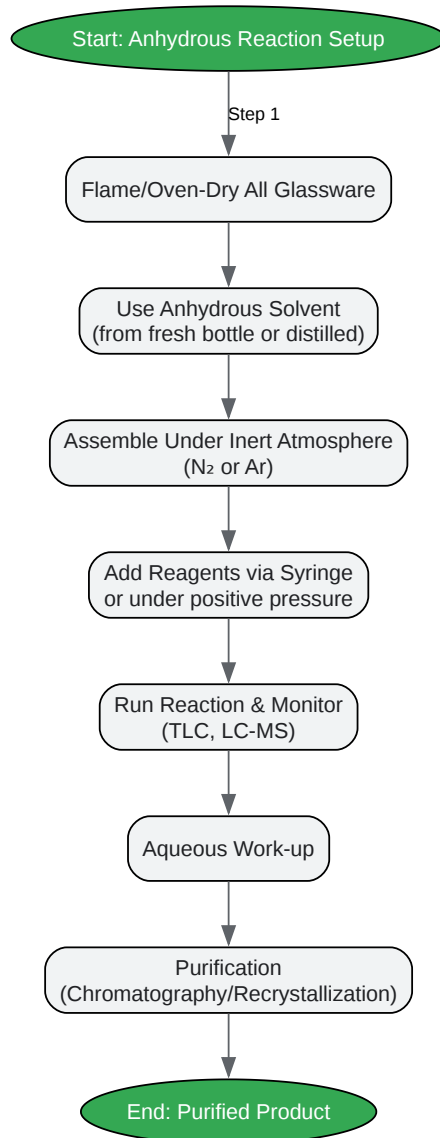 Start: Anhydrous Reaction Setup
Step 1
Flame/Oven-Dry All Glassware
Use Anhydrous Solvent
(from fresh bottle or distilled)
Assemble Under Inert Atmosphere
(N₂ or Ar)
Add Reagents via Syringe
or under positive pressure
Run Reaction & Monitor
(TLC, LC-MS)
Aqueous Work-up
Purification
(Chromatography/Recrystallization)
End: Purified Product